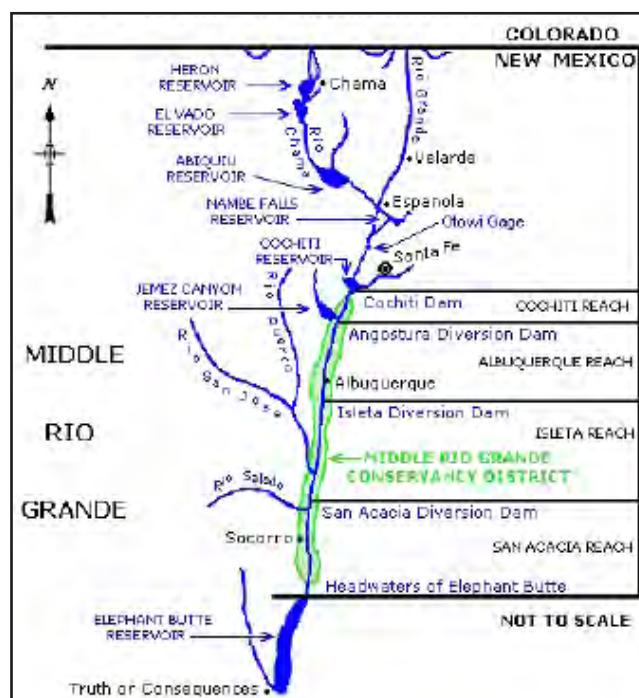 COLORADO
NEW MEXICO
N
HERON
RESERVOIR
Chama
EL VADO
RESERVOIR
Rio Chama
Rio Grande
ABIQUIU
RESERVOIR
Velarde
NAMBE FALLS
RESERVOIR
Espanola
Otowi Gage
COCHITI
RESERVOIR
Santa Fe
JEMEZ CANYON
RESERVOIR
Rio Puerco
Cochiti Dam
COCHITI REACH
Angostura Diversion Dam
MIDDLE
Rio San Jose
ALBUQUERQUE REACH
Albuquerque
Isleta Diversion Dam
RIO
ISLETA REACH
MIDDLE RIO GRANDE
CONSERVANCY DISTRICT
Rio Salado
GRANDE
San Acacia Diversion Dam
Socorro
SAN ACACIA REACH
Headwaters of Elephant Butte
ELEPHANT BUTTE
RESERVOIR
NOT TO SCALE
Truth or Consequences